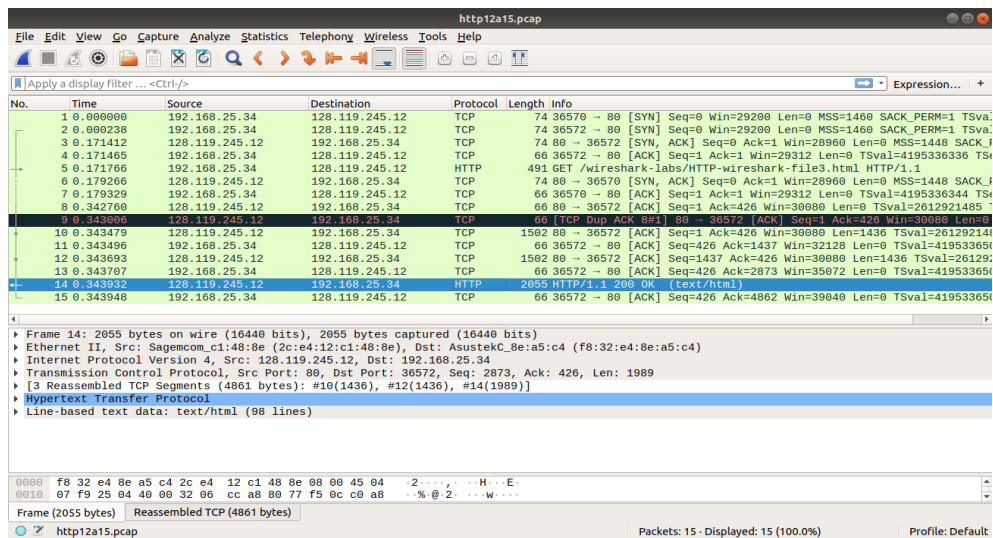 http12a15.pcap
File Edit View Go Capture Analyze Statistics Telephony Wireless Tools Help
Apply a display filter ... <Ctrl-/> Expression... +
No. Time Source Destination Protocol Length Info
1 0.000000 192.168.25.34 128.119.245.12 TCP 74 36570 → 80 [SYN] Seq=0 Win=29200 Len=0 MSS=1460 SACK_PERM=1 TSval
2 0.000238 192.168.25.34 128.119.245.12 TCP 74 36572 → 80 [SYN] Seq=0 Win=29200 Len=0 MSS=1460 SACK_PERM=1 TSval
3 0.171412 128.119.245.12 192.168.25.34 TCP 74 80 → 36572 [SYN, ACK] Seq=0 Ack=1 Win=28960 Len=0 MSS=1448 SACK_P
4 0.171465 192.168.25.34 128.119.245.12 TCP 66 36572 → 80 [ACK] Seq=1 Ack=1 Win=29312 Len=0 TSval=4195336336 TSe
5 0.171766 192.168.25.34 128.119.245.12 HTTP 491 GET /wireshark-labs/HTTP-wireshark-file3.html HTTP/1.1
6 0.179266 128.119.245.12 192.168.25.34 TCP 74 80 → 36570 [SYN, ACK] Seq=0 Ack=1 Win=28960 Len=0 MSS=1448 SACK_P
7 0.179329 192.168.25.34 128.119.245.12 TCP 66 36570 → 80 [ACK] Seq=1 Ack=1 Win=29312 Len=0 TSval=4195336344 TSe
8 0.342760 128.119.245.12 192.168.25.34 TCP 66 80 → 36572 [ACK] Seq=1 Ack=426 Win=30080 Len=0 TSval=2612921485 T
9 0.343006 128.119.245.12 192.168.25.34 TCP 66 [TCP Dup ACK 8#1] 80 → 36572 [ACK] Seq=1 Ack=426 Win=30080 Len=0
10 0.343479 128.119.245.12 192.168.25.34 TCP 1502 80 → 36572 [ACK] Seq=1 Ack=426 Win=30080 Len=1436 TSval=261292148
11 0.343496 192.168.25.34 128.119.245.12 TCP 66 36572 → 80 [ACK] Seq=426 Ack=1437 Win=32128 Len=0 TSval=419533650
12 0.343693 128.119.245.12 192.168.25.34 TCP 1502 80 → 36572 [ACK] Seq=1437 Ack=426 Win=30080 Len=1436 TSval=261292
13 0.343707 192.168.25.34 128.119.245.12 TCP 66 36572 → 80 [ACK] Seq=426 Ack=2873 Win=35072 Len=0 TSval=419533650
14 0.343932 128.119.245.12 192.168.25.34 HTTP 2055 HTTP/1.1 200 OK (text/html)
15 0.343948 192.168.25.34 128.119.245.12 TCP 66 36572 → 80 [ACK] Seq=426 Ack=4862 Win=39040 Len=0 TSval=419533650
Frame 14: 2055 bytes on wire (16440 bits), 2055 bytes captured (16440 bits)
Ethernet II, Src: Sagemcom_c1:48:8e (2c:e4:12:c1:48:8e), Dst: AsustekC_8e:a5:c4 (f8:32:e4:8e:a5:c4)
Internet Protocol Version 4, Src: 128.119.245.12, Dst: 192.168.25.34
Transmission Control Protocol, Src Port: 80, Dst Port: 36572, Seq: 2873, Ack: 426, Len: 1989
[3 Reassembled TCP Segments (4861 bytes): #10(1436), #12(1436), #14(1989)]
Hypertext Transfer Protocol
Line-based text data: text/html (98 lines)
0000 f8 32 e4 8e a5 c4 2c e4 12 c1 48 8e 08 00 45 04 ·2····,· ··H···E·
0010 07 f9 25 04 40 00 32 06 cc a8 80 77 f5 0c c0 a8 ··%·@·2· ···w····
Frame (2055 bytes) Reassembled TCP (4861 bytes)
http12a15.pcap Packets: 15 · Displayed: 15 (100.0%) Profile: Default